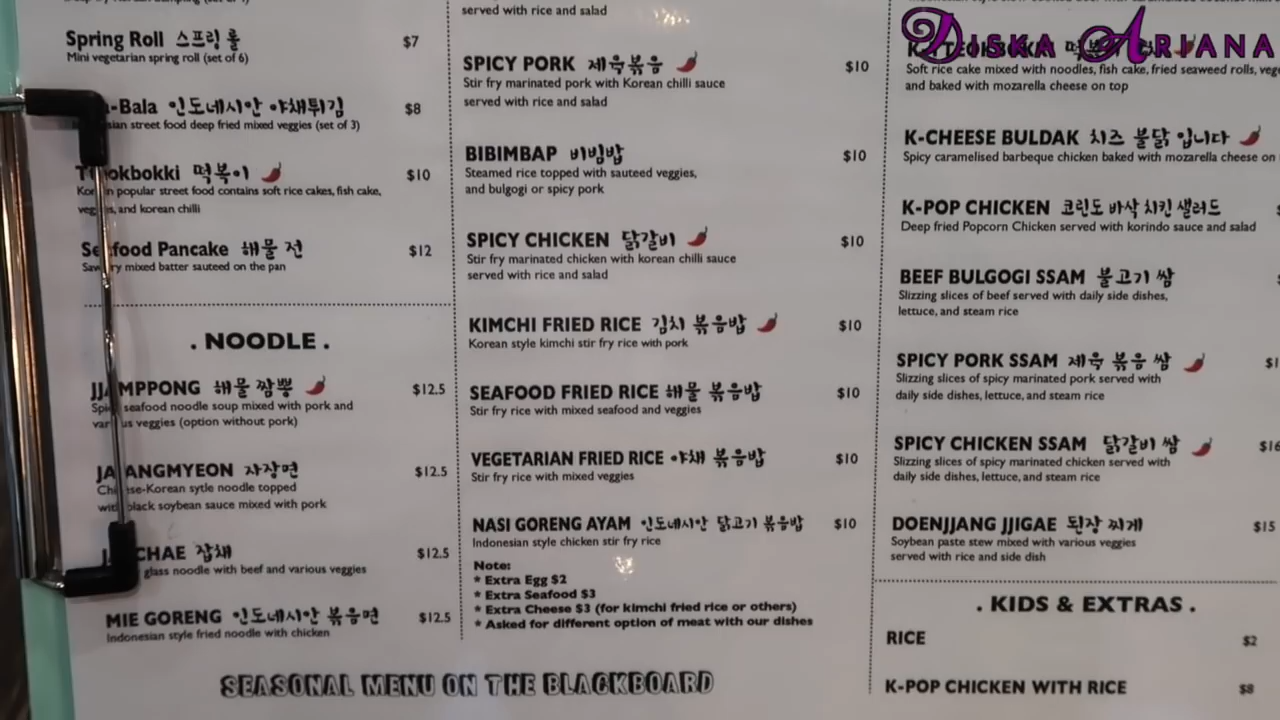 served with rice and salad
Spring Roll 스프링 롤 $7
Mini vegetarian spring roll (set of 6)
-Bala 인도네시안 야채튀김 $8
street food deep fried mixed veggies (set of 3)
떡볶이 $10
popular street food contains soft rice cakes, fish cake,
and korean chilli
Pancake 해물 전 $12
mixed batter sauteed on the pan
. NOODLE .
해물 짬뽕 $12.5
seafood noodle soup mixed with pork and
veggies (option without pork)
자장면 $12.5
sytle noodle topped
black soybean sauce mixed with pork
잡채 $12.5
glass noodle with beef and various veggies
MIE GORENG 인도네시안 볶음면 $12.5
Indonesian style fried noodle with chicken
SPICY PORK 제육볶음 $10
Stir fry marinated pork with Korean chilli sauce
served with rice and salad
BIBIMBAP 비빔밥 $10
Steamed rice topped with sauteed veggies,
and bulgogi or spicy pork
SPICY CHICKEN 닭갈비 $10
Stir fry marinated chicken with korean chilli sauce
served with rice and salad
KIMCHI FRIED RICE 김치 볶음밥 $10
Korean style kimchi stir fry rice with pork
SEAFOOD FRIED RICE 해물 볶음밥 $10
Stir fry rice with mixed seafood and veggies
VEGETARIAN FRIED RICE 야채 볶음밥 $10
Stir fry rice with mixed veggies
NASI GORENG AYAM 인도네시안 닭고기 볶음밥 $10
Indonesian style chicken stir fry rice
Note:
* Extra Egg $2
* Extra Seafood $3
* Extra Cheese $3 (for kimchi fried rice or others)
* Asked for different option of meat with our dishes
SEASONAL MENU ON THE BLACKBOARD
DISKA ARIANA
Soft rice cake mixed with noodles, fish cake, fried seaweed rolls,
and baked with mozarella cheese on top
K-CHEESE BULDAK 치즈 불닭 입니다
Spicy caramelised barbeque chicken baked with mozarella cheese on
K-POP CHICKEN 코린도 바삭 치킨 샐러드
Deep fried Popcorn Chicken served with korindo sauce and salad
BEEF BULGOGI SSAM 불고기 쌈
Slizzing slices of beef served with daily side dishes,
lettuce, and steam rice
SPICY PORK SSAM 제육 볶음 쌈
Slizzing slices of spicy marinated pork served with
daily side dishes, lettuce, and steam rice
SPICY CHICKEN SSAM 닭갈비 쌈 $16
Slizzing slices of spicy marinated chicken served with
daily side dishes, lettuce, and steam rice
DOENJJANG JJIGAE 된장 찌게 $15
Soybean paste stew mixed with various veggies
served with rice and side dish
. KIDS & EXTRAS .
RICE $2
K-POP CHICKEN WITH RICE $8